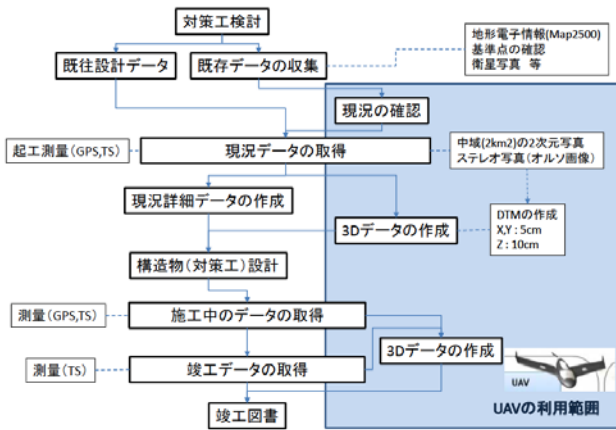 対策工検討
地形電子情報(Map2500)
基準点の確認
衛星写真 等
既往設計データ
既存データの収集
現況の確認
起工測量(GPS,TS)
現況データの取得
中域(2km2)の2次元写真
ステレオ写真(オルソ画像)
現況詳細データの作成
3Dデータの作成
DTMの作成
X,Y : 5cm
Z : 10cm
構造物(対策工)設計
測量(GPS,TS)
施工中のデータの取得
3Dデータの作成
測量(TS)
竣工データの取得
UAV
竣工図書
UAVの利用範囲